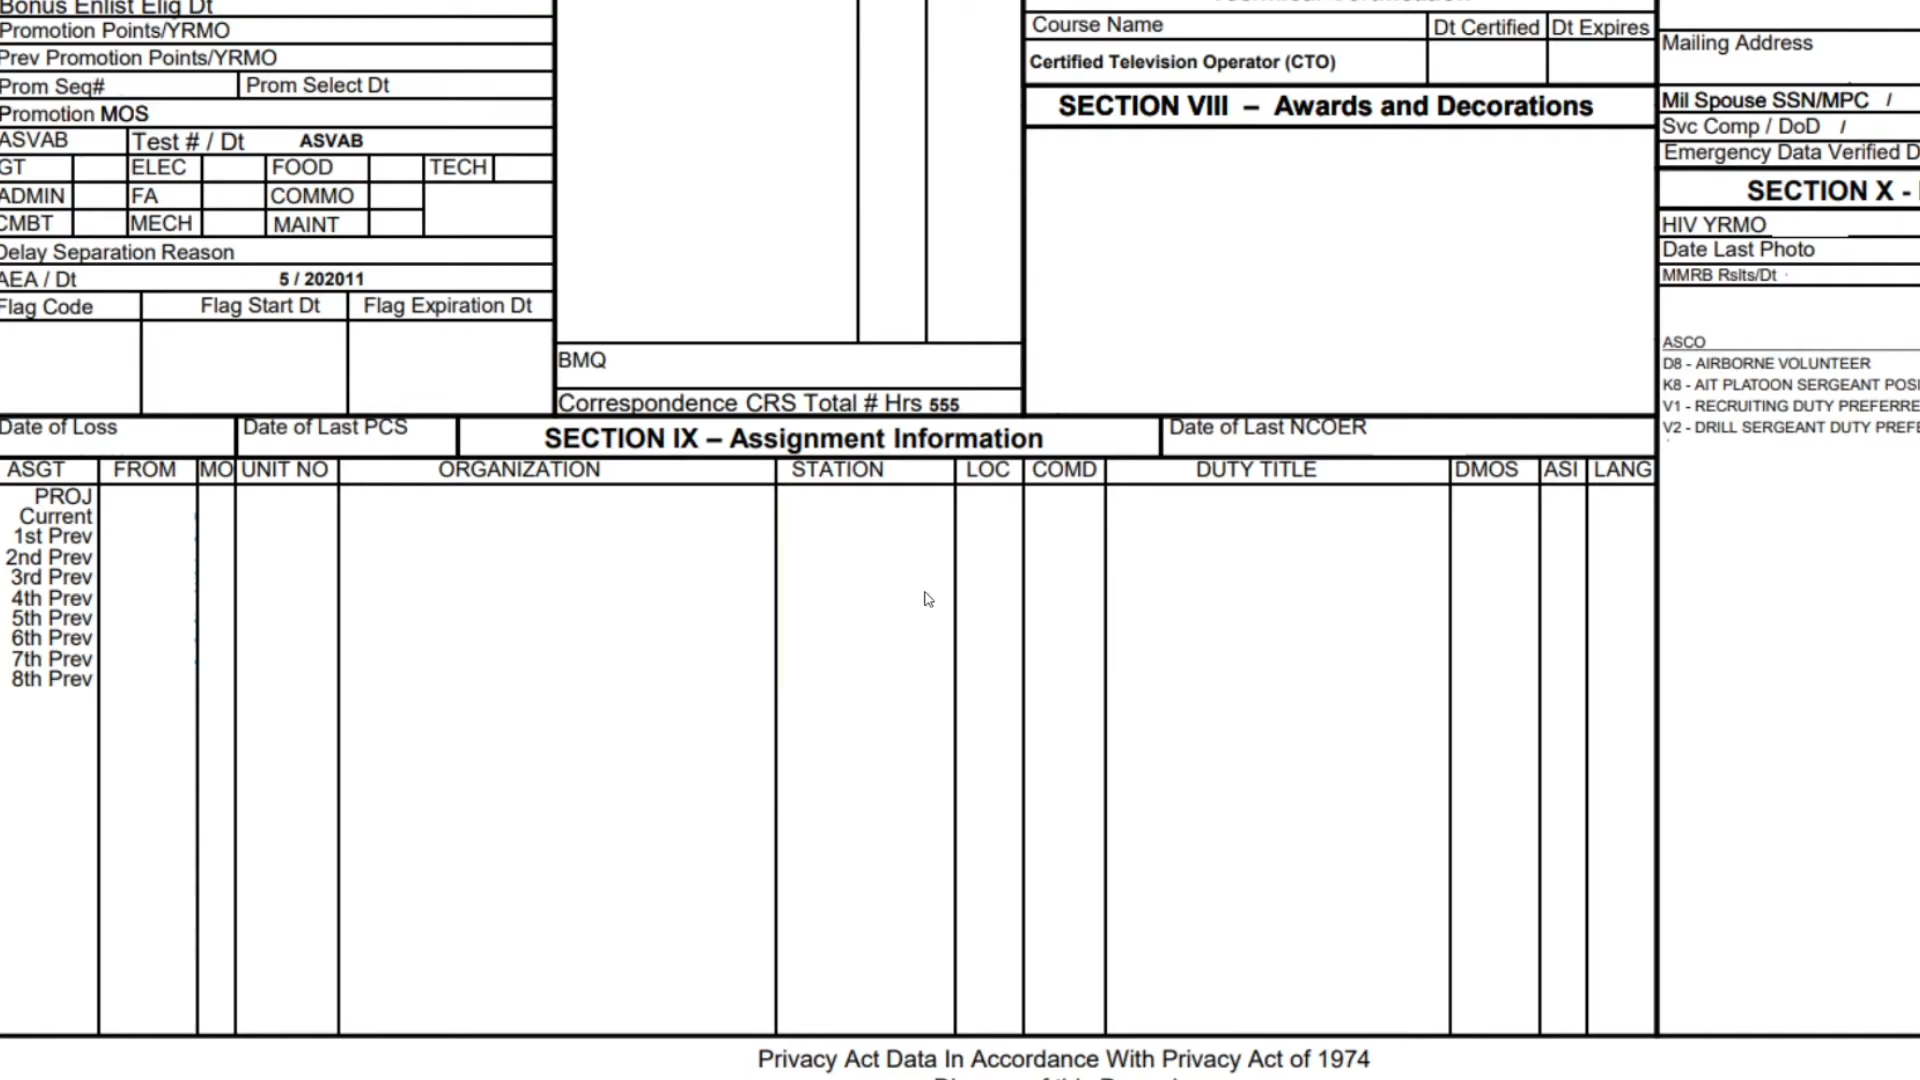 Bonus Enlist Elig Dt
Promotion Points/YRMO
Prev Promotion Points/YRMO
Prom Seq# Prom Select Dt
Promotion MOS
ASVAB Test # / Dt ASVAB
GT ELEC FOOD TECH
ADMIN FA COMMO
CMBT MECH MAINT
Delay Separation Reason
AEA / Dt 5 / 202011
Flag Code Flag Start Dt Flag Expiration Dt
BMQ
Correspondence CRS Total # Hrs 555
Course Name Dt Certified Dt Expires
Certified Television Operator (CTO)
SECTION VIII – Awards and Decorations
Mailing Address
Mil Spouse SSN/MPC /
Svc Comp / DoD /
Emergency Data Verified D
SECTION X -
HIV YRMO
Date Last Photo
MMRB Rslts/Dt
ASCO
D8 - AIRBORNE VOLUNTEER
K8 - AIT PLATOON SERGEANT POSI
V1 - RECRUITING DUTY PREFERRE
V2 - DRILL SERGEANT DUTY PREFE
Date of Loss Date of Last PCS SECTION IX – Assignment Information Date of Last NCOER
ASGT FROM MO UNIT NO ORGANIZATION STATION LOC COMD DUTY TITLE DMOS ASI LANG
PROJ
Current
1st Prev
2nd Prev
3rd Prev
4th Prev
5th Prev
6th Prev
7th Prev
8th Prev
Privacy Act Data In Accordance With Privacy Act of 1974